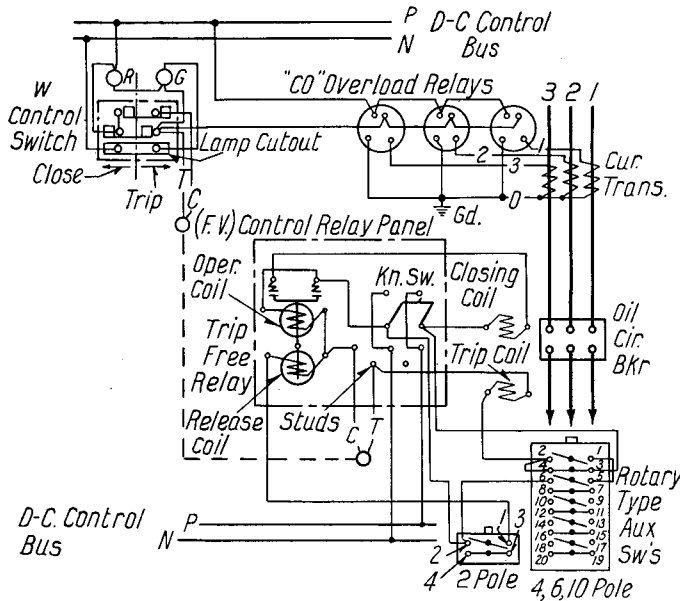 P D-C Control
N Bus
R G
W
Control
Switch
"CO" Overload Relays
3 2 1
Lamp Cutout
Close
Trip
T
C
1
2
3
0
Cur.
Trans.
Gd.
(F.V.) Control Relay Panel
Oper.
Coil
Kn. Sw.
Closing
Coil
Oil
Cir.
BKr
Trip
Free
Relay
Trip Coil
Release
Coil
Studs
C T
2 1
4 3
6 5
8 7
10 9
12 11
14 13
16 15
18 17
20 19
Rotary
Type
Aux
Sw's
D-C. Control
Bus
P
N
1
3
2
4
2 Pole
4, 6, 10 Pole